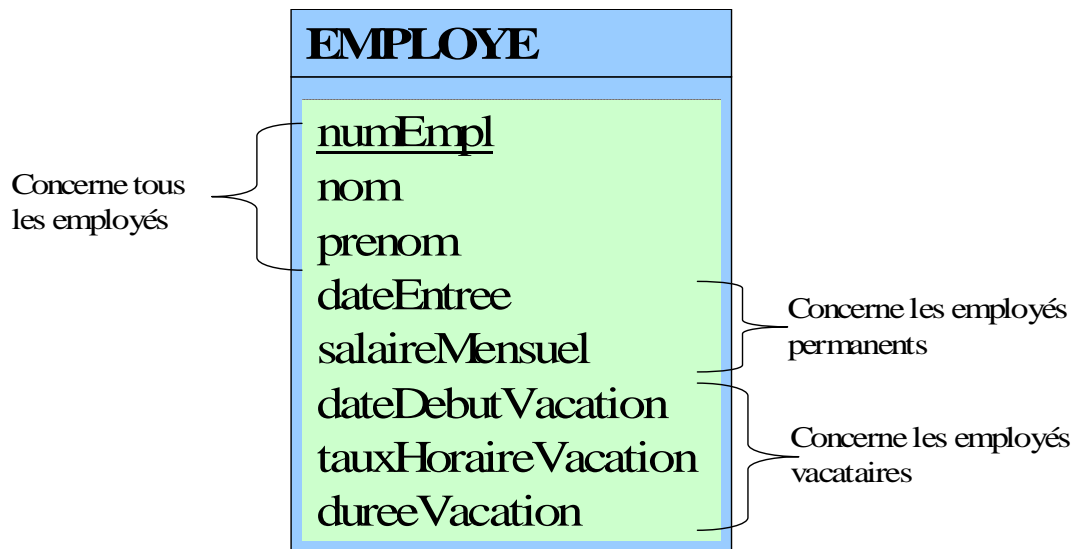 EMPLOYE
numEmpl
nom
prenom
dateEntree
salaireMensuel
dateDebutVacation
tauxHoraireVacation
dureeVacation
Concerne tous
les employés
Concerne les employés
permanents
Concerne les employés
vacataires